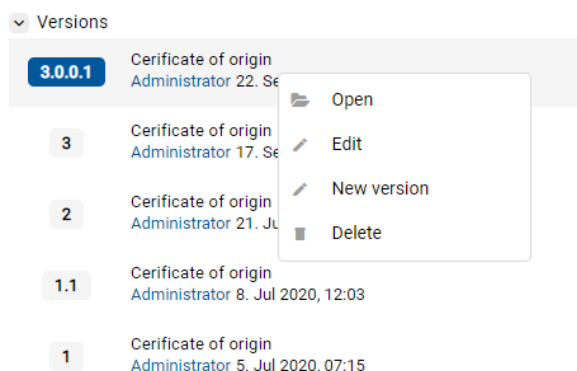 Versions
3.0.0.1
Cerificate of origin
Administrator 22. Se
Open
3
Cerificate of origin
Administrator 17. Se
Edit
New version
2
Cerificate of origin
Administrator 21. Ju
Delete
1.1
Cerificate of origin
Administrator 8. Jul 2020, 12:03
1
Cerificate of origin
Administrator 5. Jul 2020, 07:15